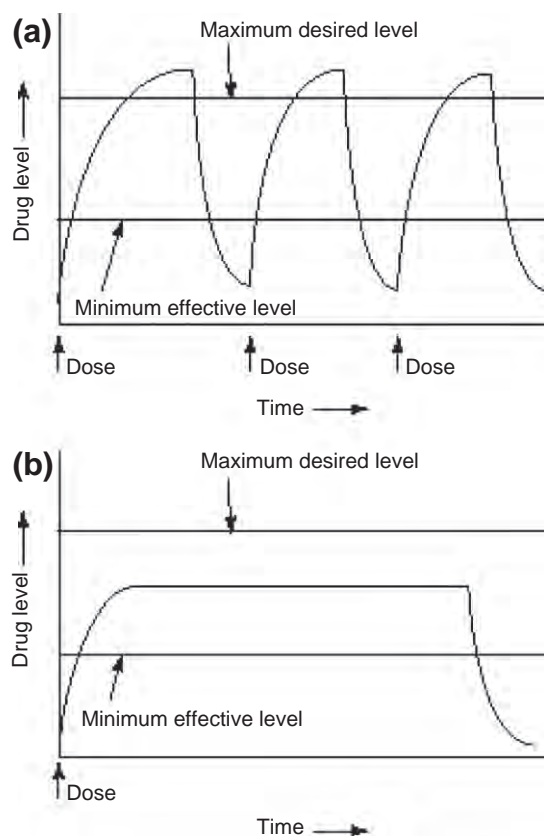 (a)
Maximum desired level
Drug level
Minimum effective level
Dose
Dose
Dose
Time
(b)
Maximum desired level
Drug level
Minimum effective level
Dose
Time